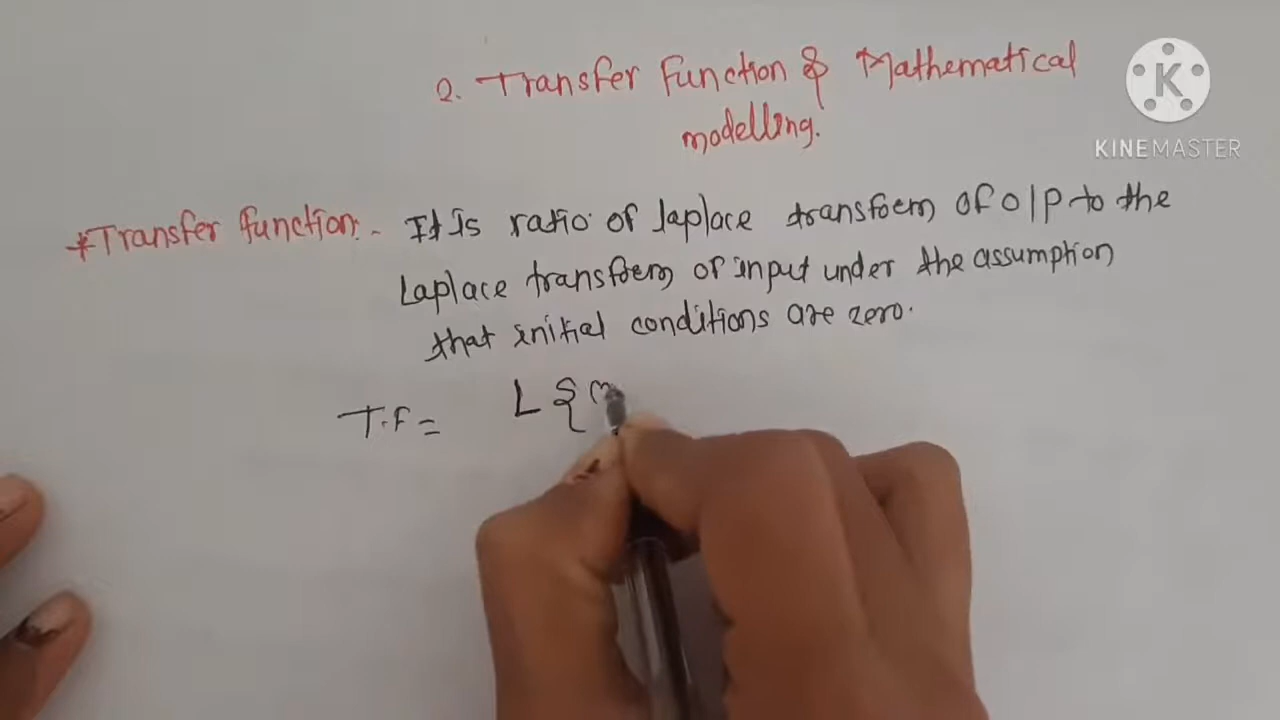 2. Transfer Function & Mathematical
modelling.
KINEMASTER
*Transfer function:- It is ratio of laplace transform of O/P to the
Laplace transform of input under the assumption
that initial conditions are zero.
T.F = L {